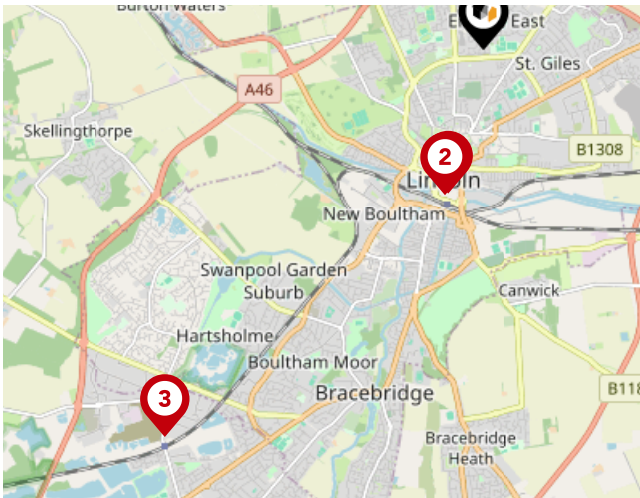 Burton Waters
East
St. Giles
A46
Skellingthorpe
B1308
2
Lincoln
New Boultham
Swanpool Garden
Suburb
Canwick
Hartsholme
Boultham Moor
3
Bracebridge
B118
Bracebridge
Heath